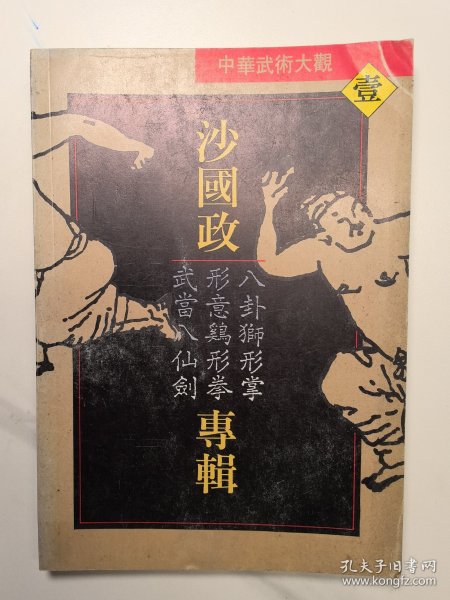 中華武術大觀
壹
沙國政
八卦獅形掌
形意鷄形拳
武當八仙劍
專輯
孔夫子旧书网
www.kongfz.com